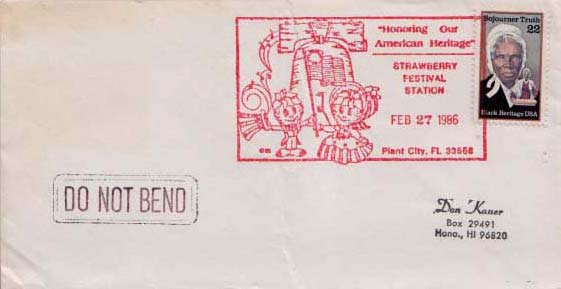 "Honoring Our
American Heritage"
STRAWBERRY
FESTIVAL
STATION
FEB 27 1986
Plant City, FL 33566
Sojourner Truth
22
Black Heritage USA
DO NOT BEND
Don Kaner
Box 29491
Hono., HI 96820